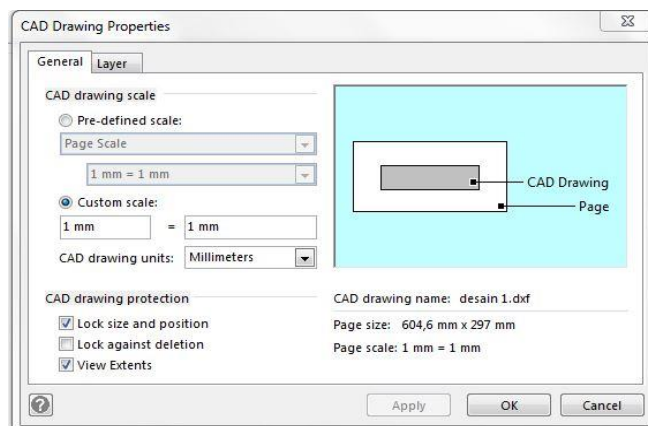 CAD Drawing Properties
General Layer
CAD drawing scale
Pre-defined scale:
Page Scale
1 mm = 1 mm
Custom scale:
1 mm = 1 mm
CAD drawing units: Millimeters
CAD Drawing
Page
CAD drawing protection
Lock size and position
Lock against deletion
View Extents
CAD drawing name: desain 1.dxf
Page size: 604,6 mm x 297 mm
Page scale: 1 mm = 1 mm
?
Apply OK Cancel